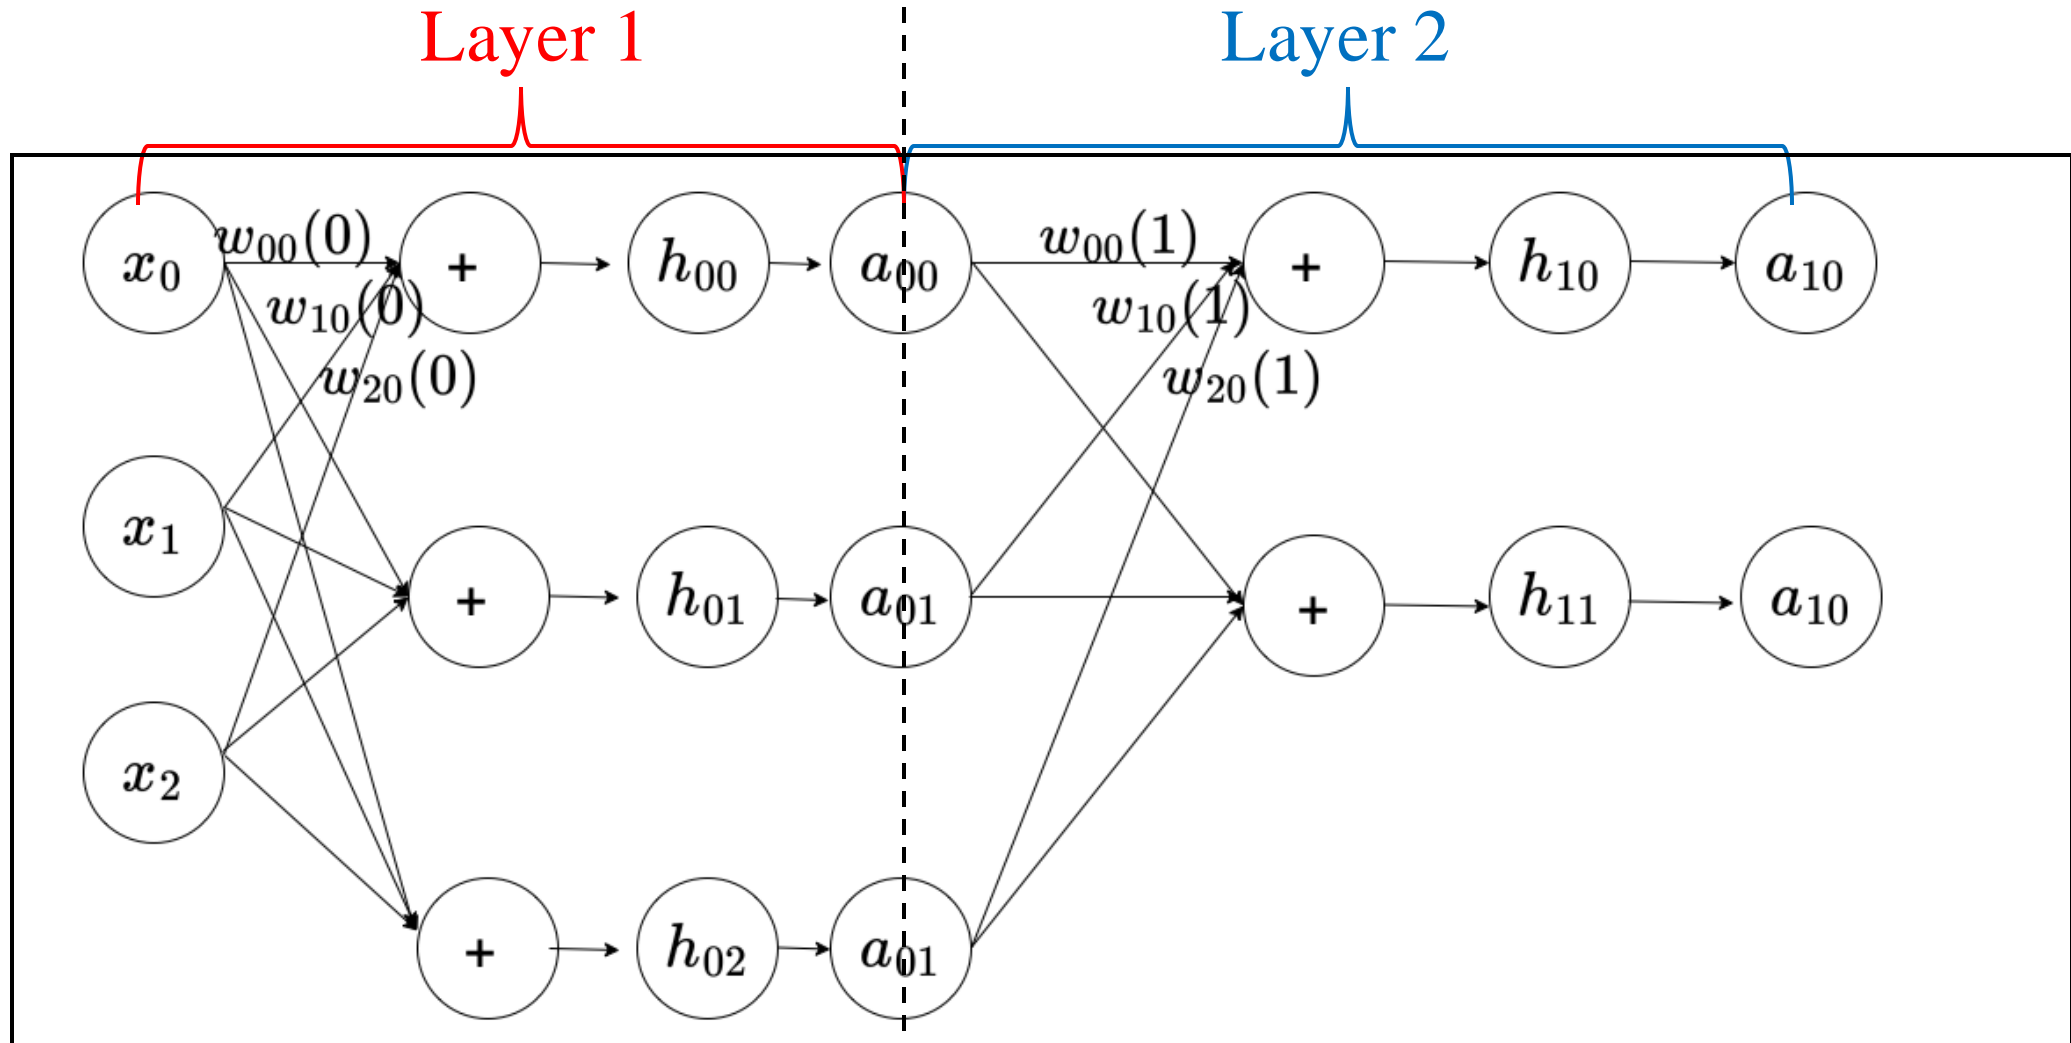 Layer 1 Layer 2
x0 w00(0) + h00 a00 w00(1) + h10 a10
w10(0) w10(1)
w20(0) w20(1)
x1 + h01 a01 + h11 a10
x2
+ h02 a01